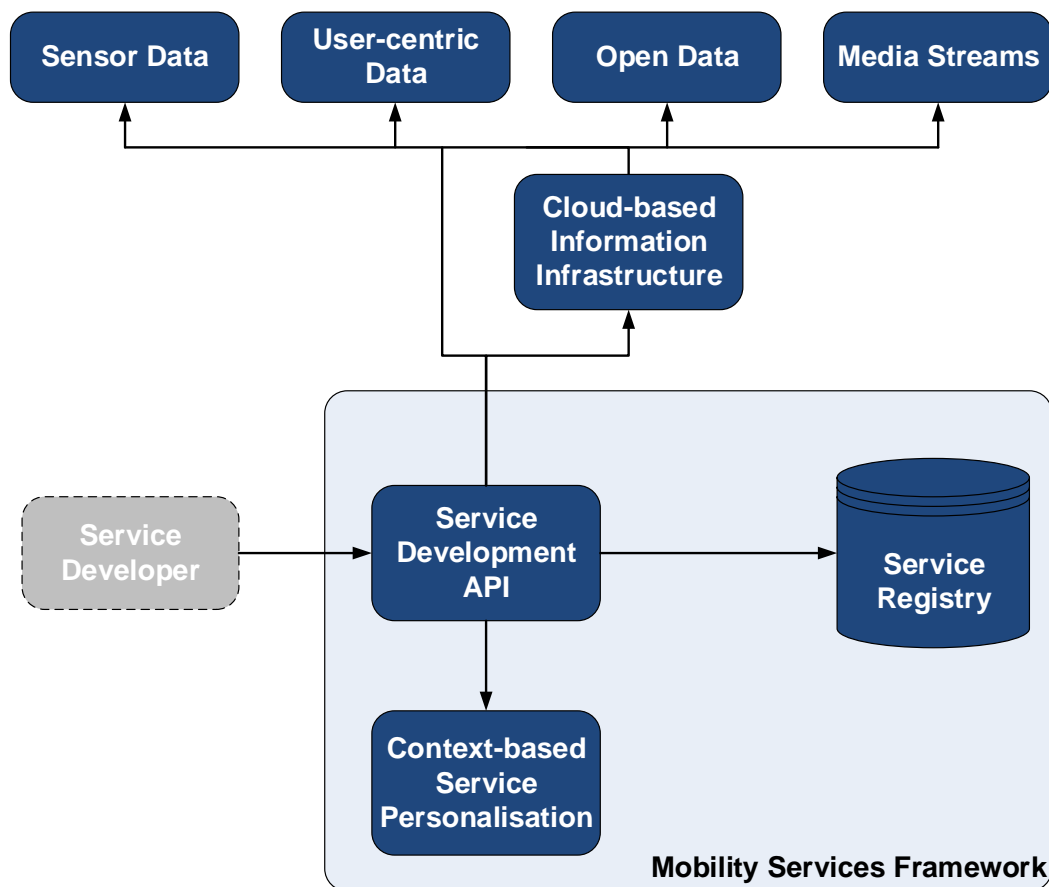 Sensor Data
User-centric
Data
Open Data
Media Streams
Cloud-based
Information
Infrastructure
Service
Developer
Service
Development
API
Service
Registry
Context-based
Service
Personalisation
Mobility Services Framework